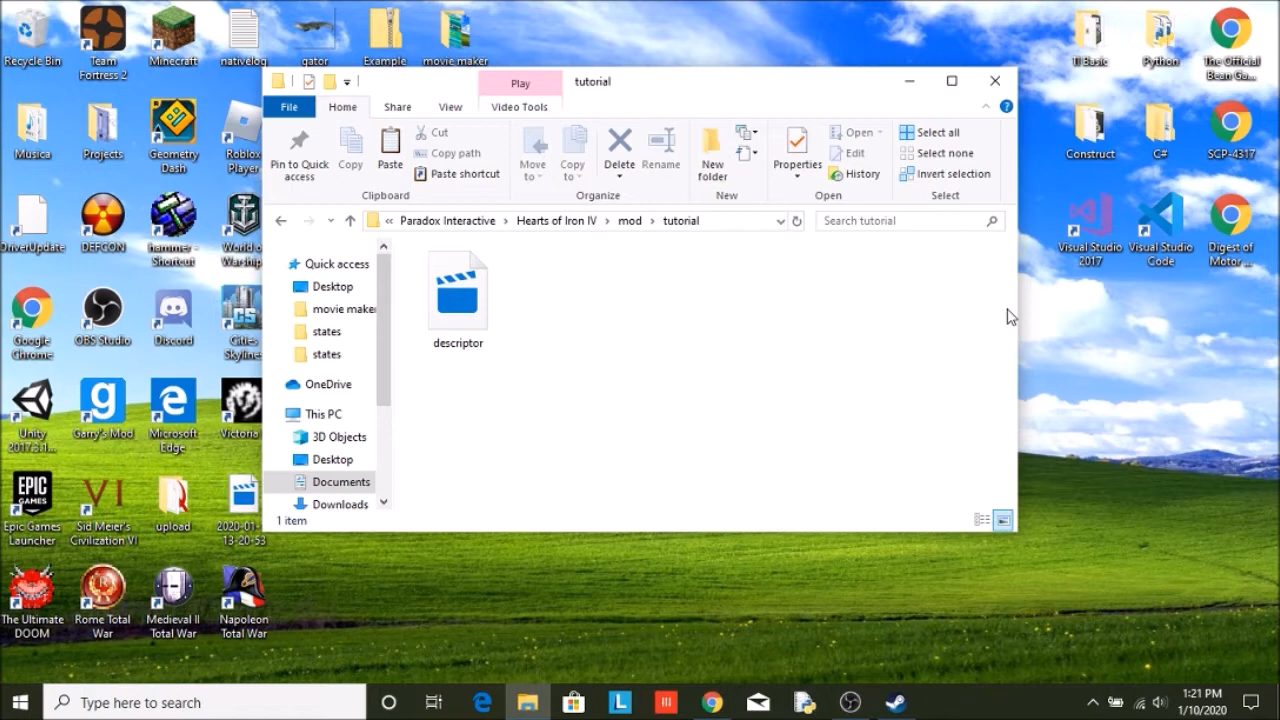 Recycle Bin
Team
Fortress 2
Minecraft
nativelog
gator
Example
movie maker
TI Basic
Python
The Official
Bean Ga...
Play
tutorial
File
Home
Share
View
Video Tools
Pin to Quick
access
Copy
Paste
Cut
Copy path
Paste shortcut
Clipboard
Move
to
Copy
to
Delete
Rename
Organize
New
folder
New
Properties
Open
Edit
History
Open
Select all
Select none
Invert selection
Select
« Paradox Interactive > Hearts of Iron IV > mod > tutorial
Search tutorial
Quick access
Desktop
movie maker
states
states
OneDrive
This PC
3D Objects
Desktop
Documents
Downloads
descriptor
1 item
Musica
Projects
Geometry
Dash
Roblox
Player
Construct
C#
SCP-4317
DriverUpdate
DEFCON
hammer -
Shortcut
World of
Warship
Visual Studio
2017
Visual Studio
Code
Digest of
Motor ...
Google
Chrome
OBS Studio
Discord
Cities
Skyline
Unity
2017.3.1...
Garry's Mod
Microsoft
Edge
Victoria
Epic Games
Launcher
Sid Meier's
Civilization VI
upload
2020-01-
13-20-53
The Ultimate
DOOM
Rome Total
War
Medieval II
Total War
Napoleon
Total War
Type here to search
1:21 PM
1/10/2020